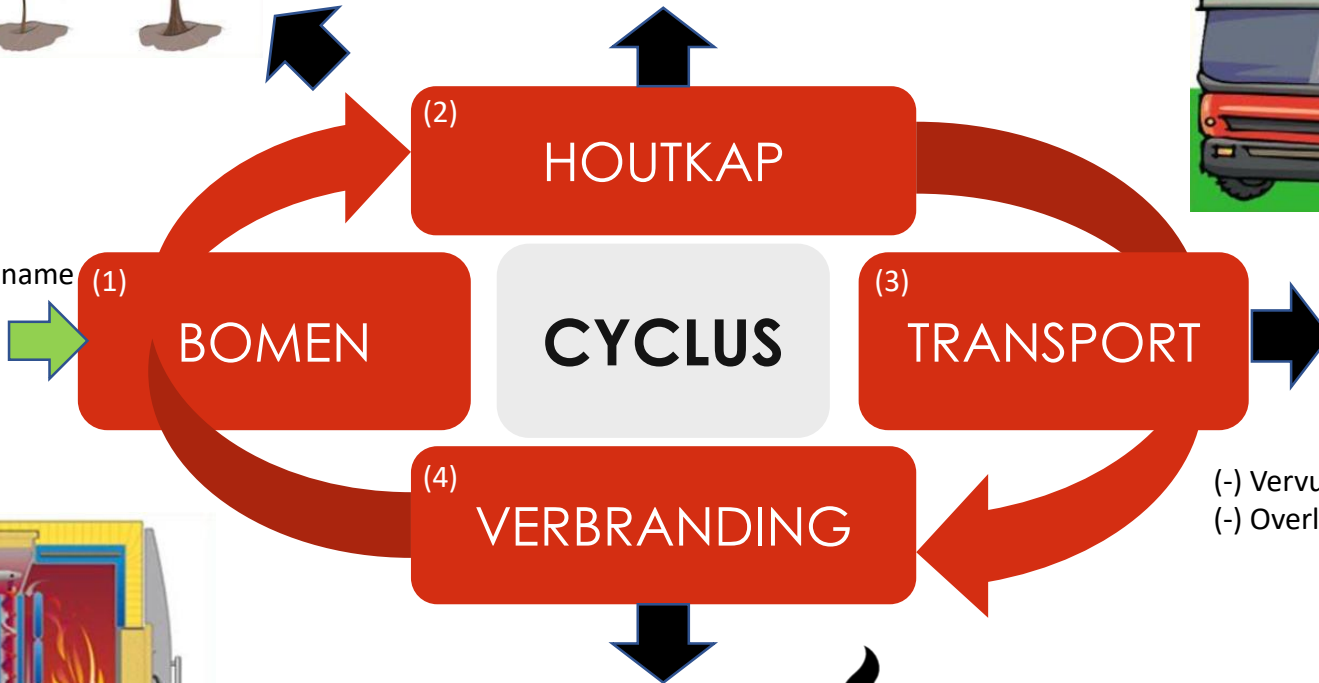 (2)
HOUTKAP
name
(1)
BOMEN
CYCLUS
(3)
TRANSPORT
(4)
VERBRANDING
(-)
(-)